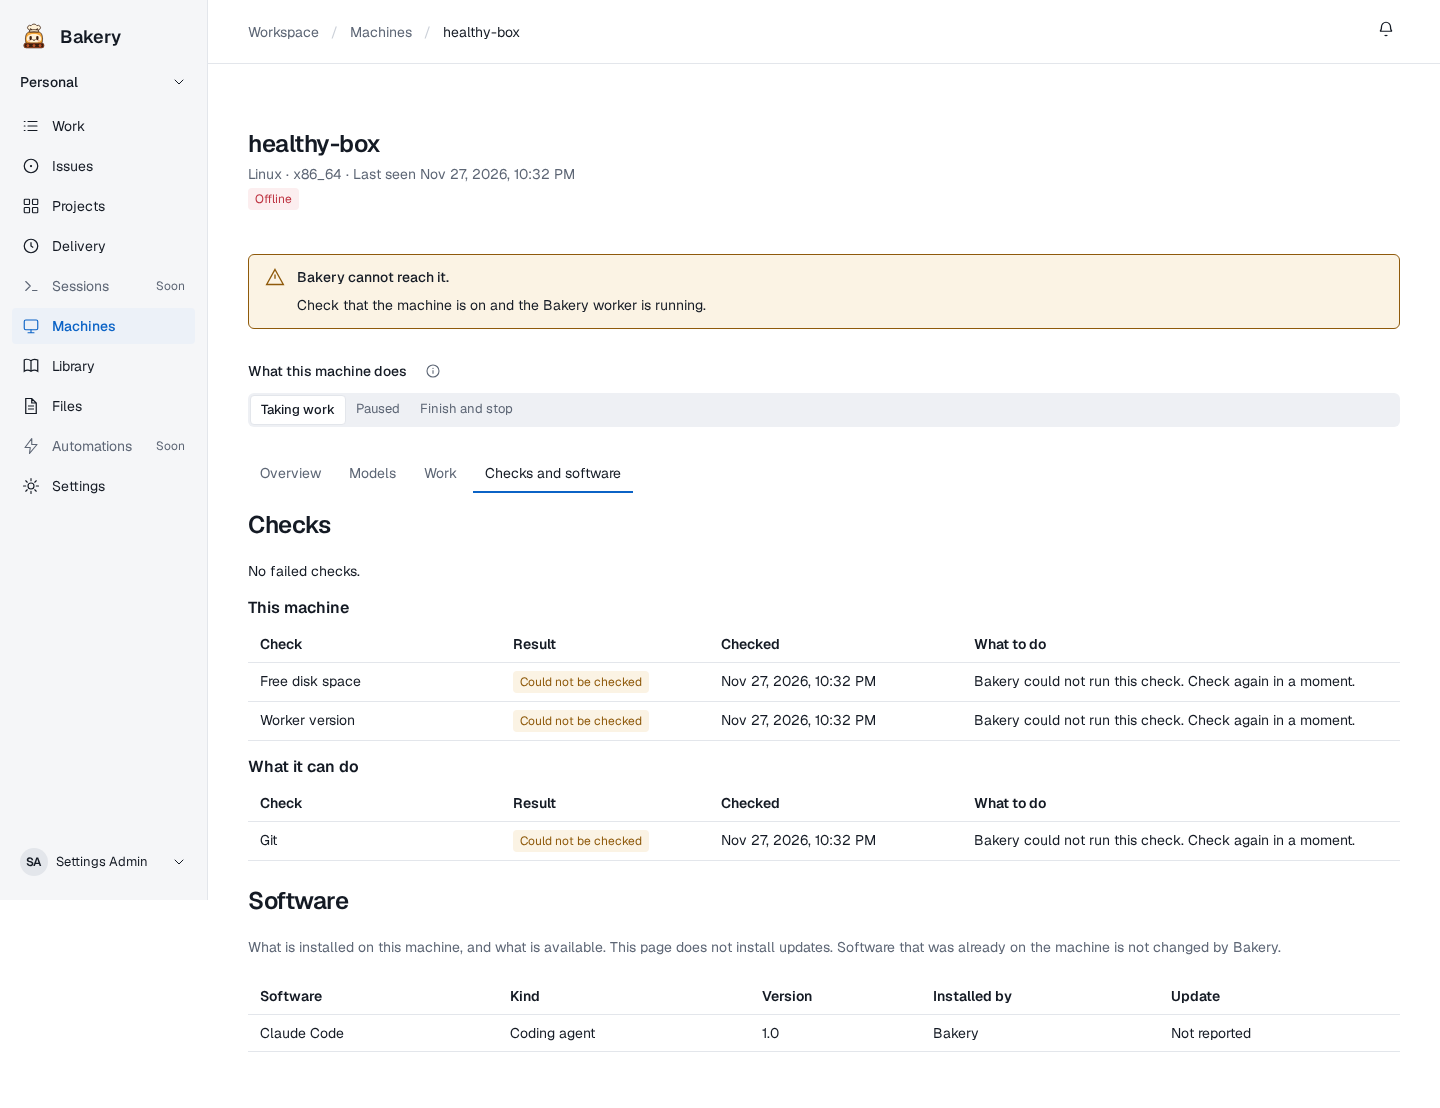 Bakery
Personal
Work
Issues
Projects
Delivery
Sessions Soon
Machines
Library
Files
Automations Soon
Settings
SA Settings Admin
Workspace / Machines / healthy-box
healthy-box
Linux · x86_64 · Last seen Nov 27, 2026, 10:32 PM
Offline
Bakery cannot reach it.
Check that the machine is on and the Bakery worker is running.
What this machine does
Taking work Paused Finish and stop
Overview Models Work Checks and software
Checks
No failed checks.
This machine
Check Result Checked What to do
Free disk space Could not be checked Nov 27, 2026, 10:32 PM Bakery could not run this check. Check again in a moment.
Worker version Could not be checked Nov 27, 2026, 10:32 PM Bakery could not run this check. Check again in a moment.
What it can do
Check Result Checked What to do
Git Could not be checked Nov 27, 2026, 10:32 PM Bakery could not run this check. Check again in a moment.
Software
What is installed on this machine, and what is available. This page does not install updates. Software that was already on the machine is not changed by Bakery.
Software Kind Version Installed by Update
Claude Code Coding agent 1.0 Bakery Not reported